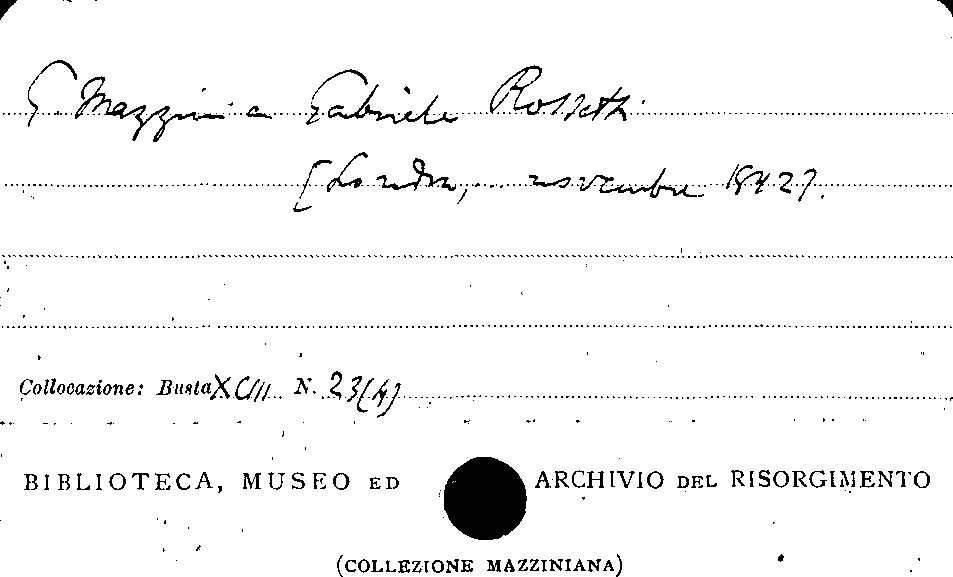 G. Mazzini a Gabriele Rossetti
[Londra, novembre 1842].
Collocazione: Busta XCIII N. 23(4)
BIBLIOTECA, MUSEO ED ARCHIVIO DEL RISORGIMENTO
(COLLEZIONE MAZZINIANA)